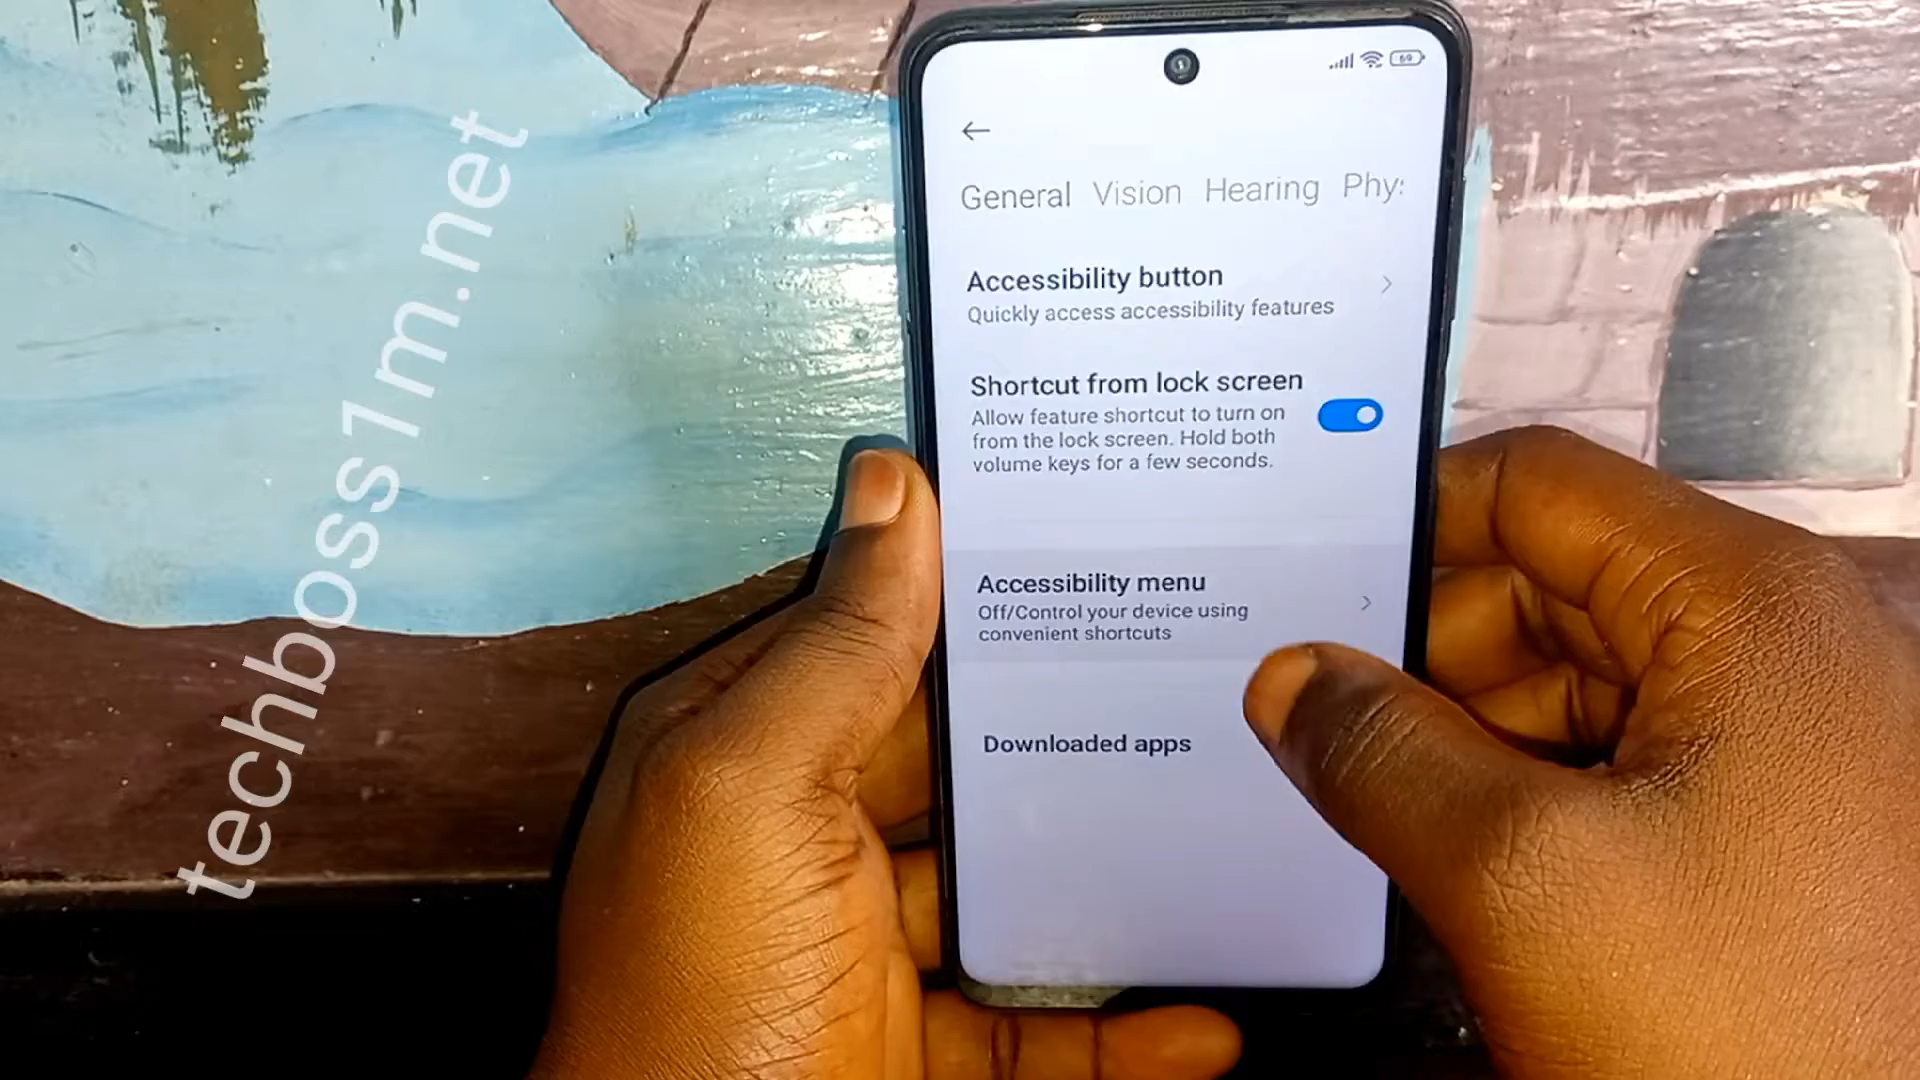 69
General Vision Hearing Phys
Accessibility button
Quickly access accessibility features
Shortcut from lock screen
Allow feature shortcut to turn on
from the lock screen. Hold both
volume keys for a few seconds.
Accessibility menu
Off/Control your device using
convenient shortcuts
Downloaded apps
techboss1m.net